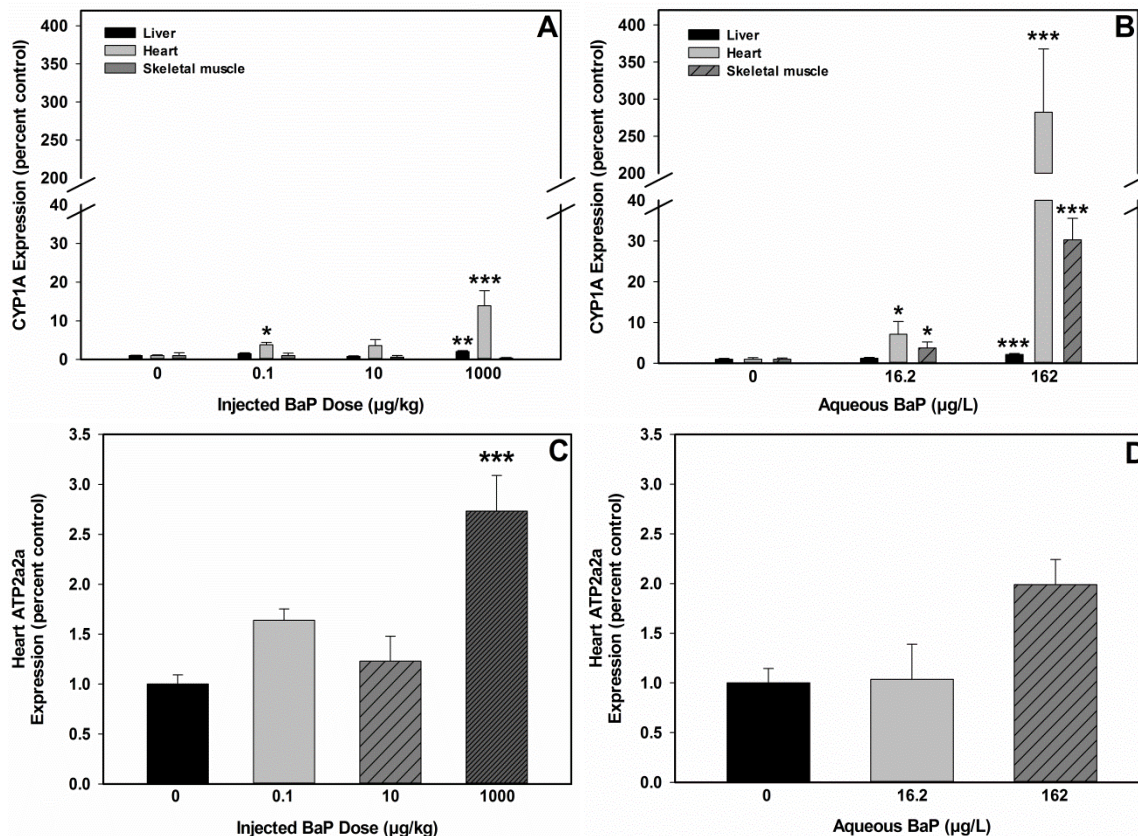 A
Liver
Heart
Skeletal muscle
CYP1A Expression (percent control)
400
350
300
250
200
40
30
20
10
0
*
**
***
0 0.1 10 1000
Injected BaP Dose (µg/kg)
B
Liver
Heart
Skeletal muscle
CYP1A Expression (percent control)
400
350
300
250
200
40
30
20
10
0
*
*
***
***
***
0 16.2 162
Aqueous BaP (µg/L)
C
Heart ATP2a2a
Expression (percent control)
3.5
3.0
2.5
2.0
1.5
1.0
0.5
0.0
***
0 0.1 10 1000
Injected BaP Dose (µg/kg)
D
Heart ATP2a2a
Expression (percent control)
3.5
3.0
2.5
2.0
1.5
1.0
0.5
0.0
0 16.2 162
Aqueous BaP (µg/L)